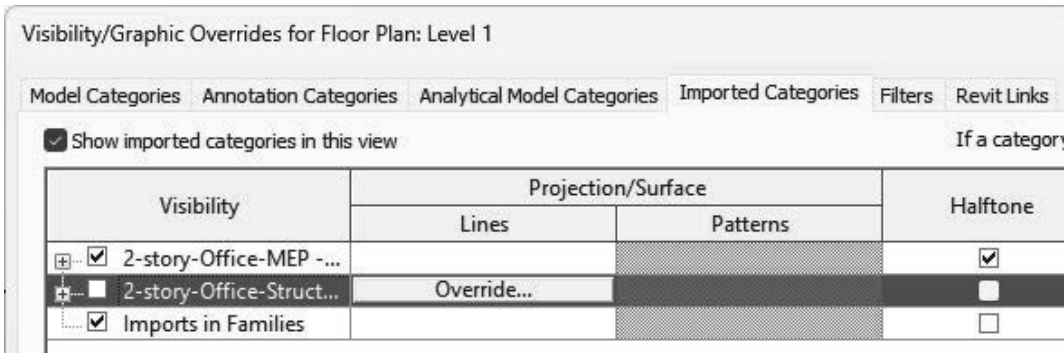 Visibility/Graphic Overrides for Floor Plan: Level 1
Model Categories Annotation Categories Analytical Model Categories Imported Categories Filters Revit Links
Show imported categories in this view If a category
Visibility Projection/Surface Halftone
Lines Patterns
2-story-Office-MEP -...
2-story-Office-Struct... Override...
Imports in Families